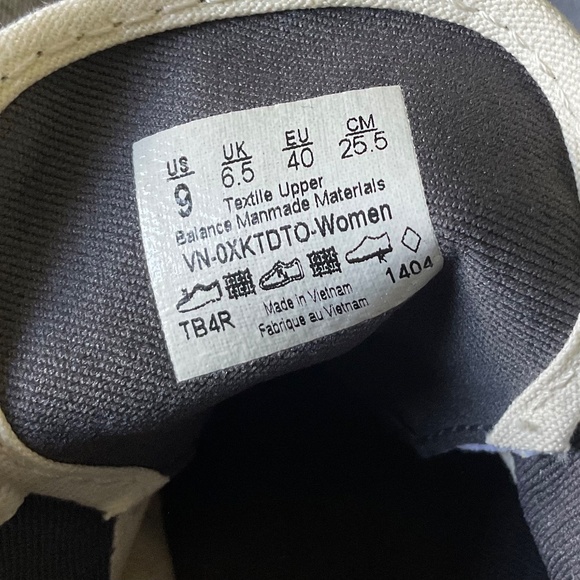 US UK EU CM
9 6.5 40 25.5
Textile Upper
Balance Manmade Materials
VN-0XKTDTO-Women
TB4R Made in Vietnam 1404
Fabrique au Vietnam